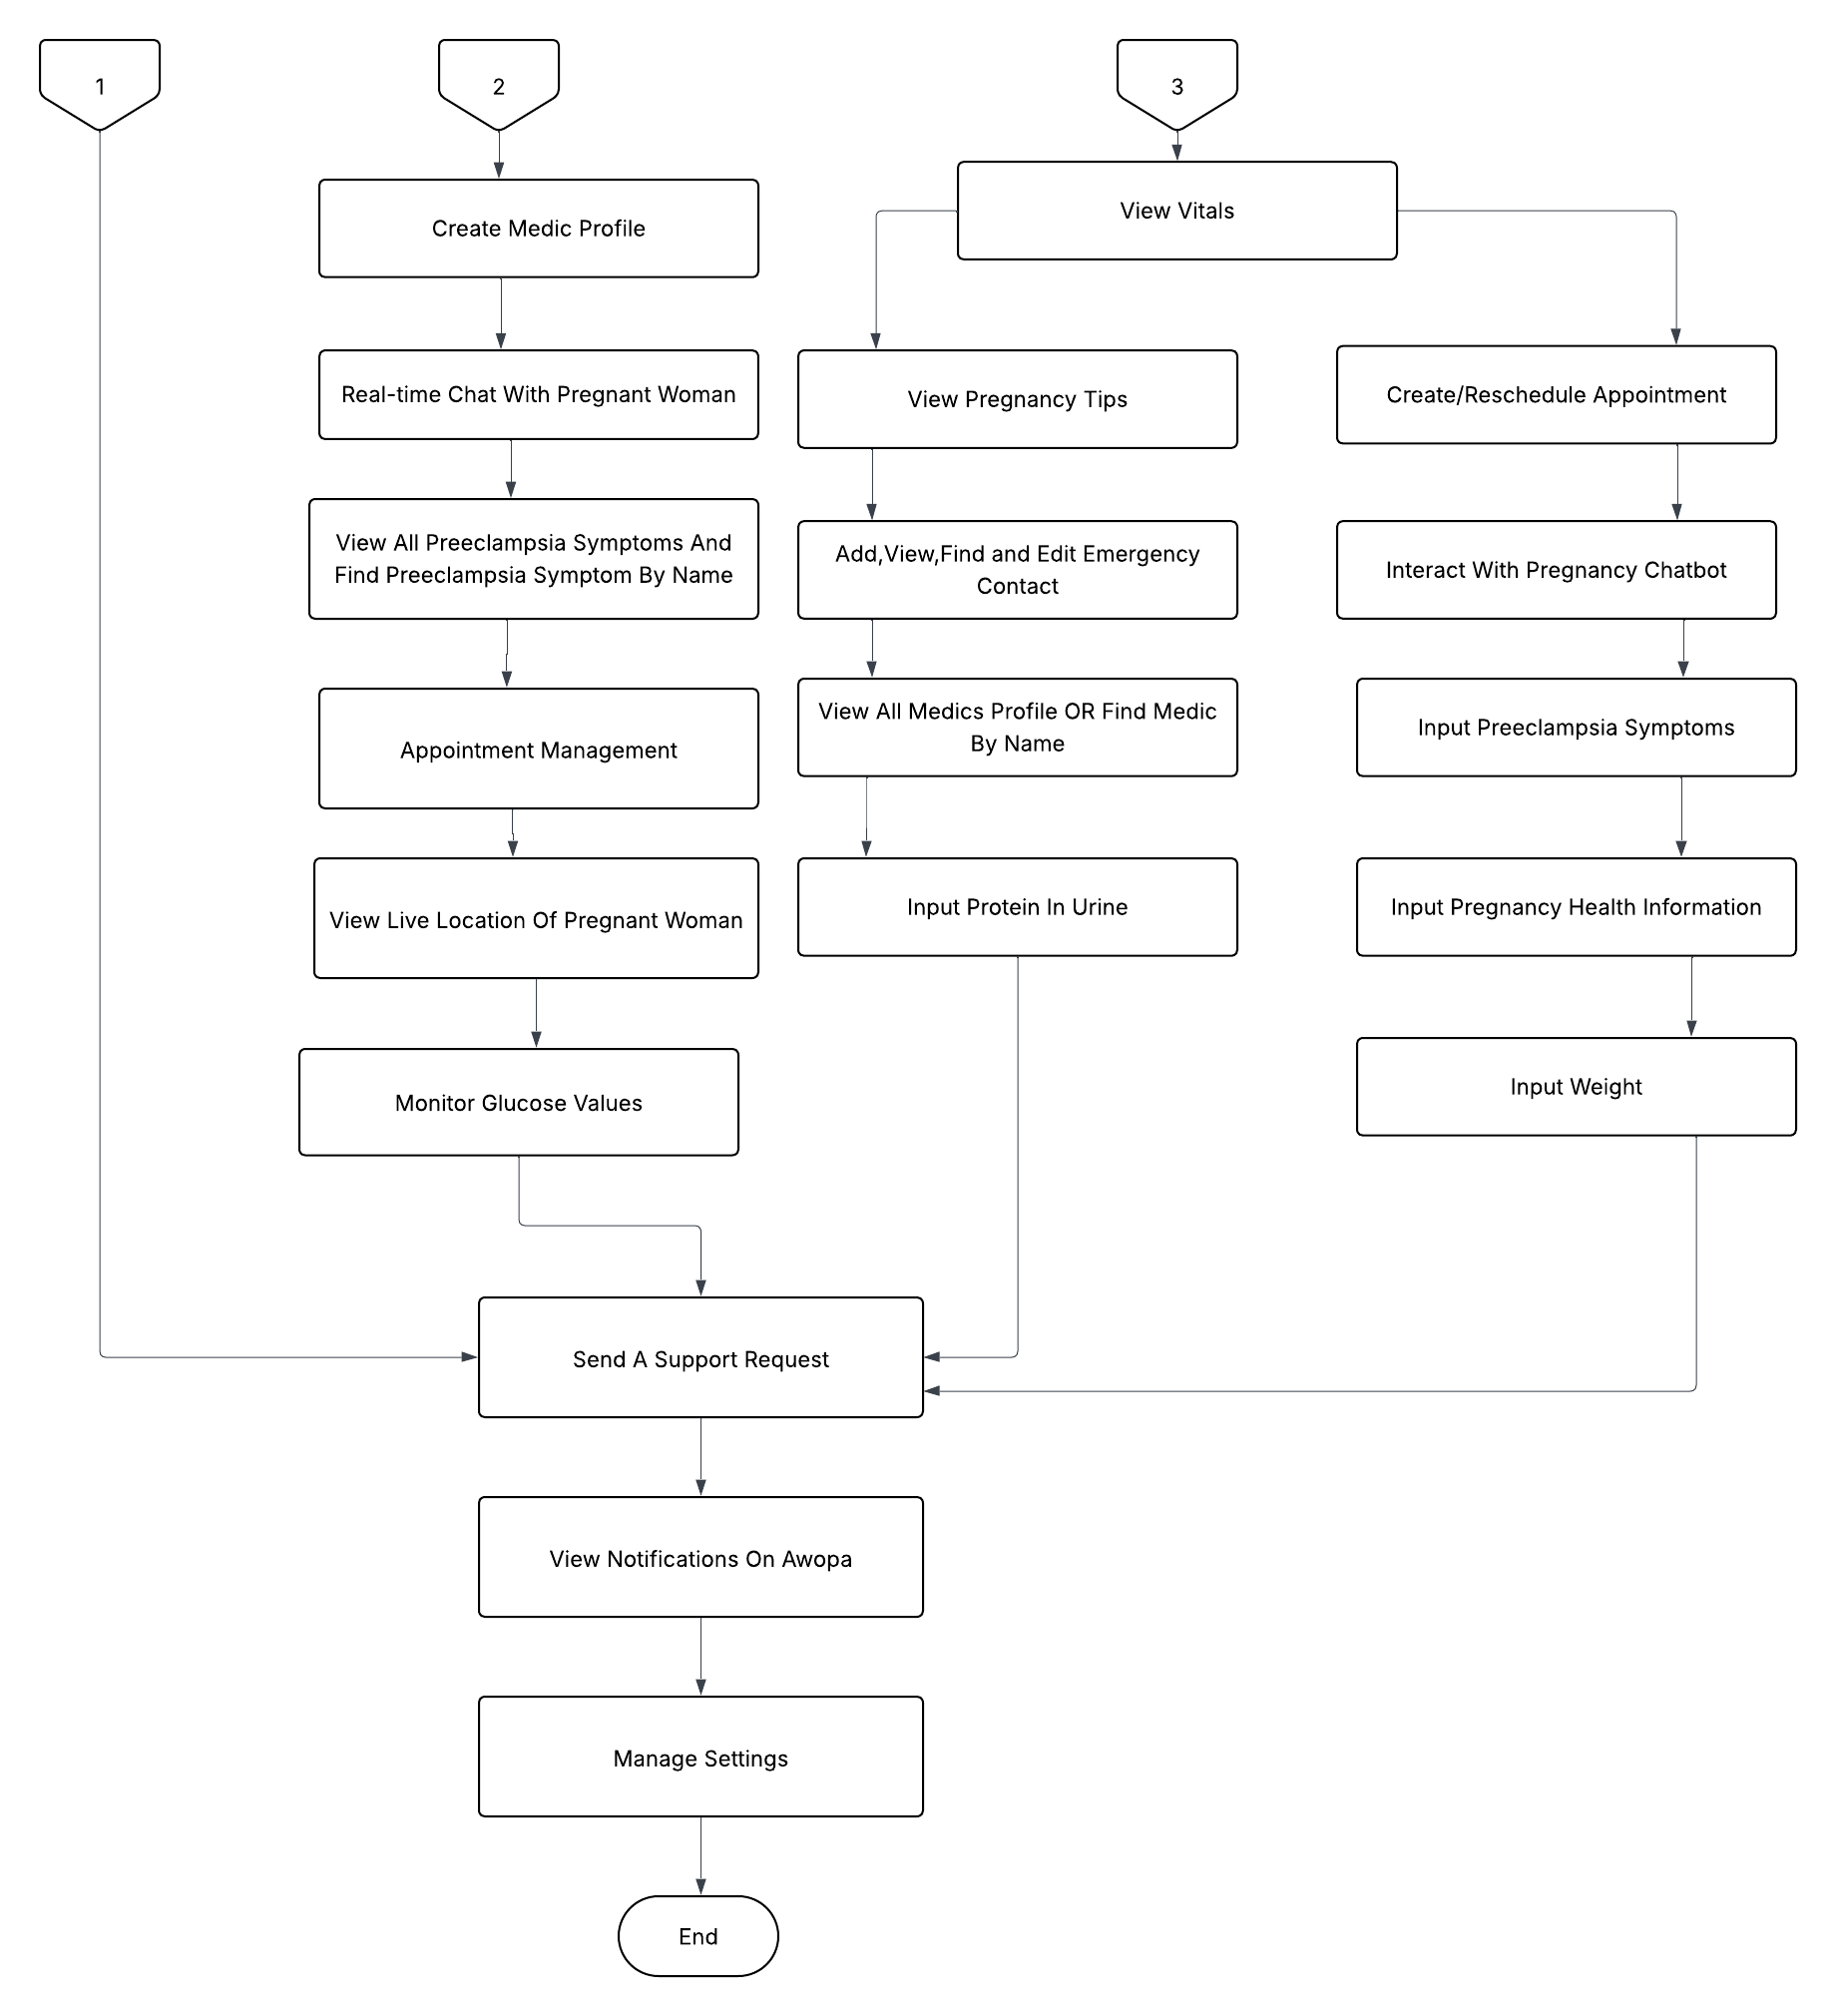 1
2
3
Create Medic Profile
Real-time Chat With Pregnant Woman
View All Preeclampsia Symptoms And
Find Preeclampsia Symptom By Name
Appointment Management
View Live Location Of Pregnant Woman
Monitor Glucose Values
View Vitals
View Pregnancy Tips
Add,View,Find and Edit Emergency
Contact
View All Medics Profile OR Find Medic
By Name
Input Protein In Urine
Create/Reschedule Appointment
Interact With Pregnancy Chatbot
Input Preeclampsia Symptoms
Input Pregnancy Health Information
Input Weight
Send A Support Request
View Notifications On Awopa
Manage Settings
End